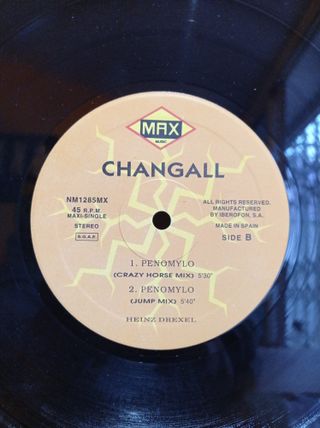 MAX
MUSIC
CHANGALL
NM1285MX
45 R.P.M.
MAXI-SINGLE
STEREO
S.G.A.E.
ALL RIGHTS RESERVED.
MANUFACTURED
BY IBEROFON, S.A.
MADE IN SPAIN
SIDE B
1. PENOMYLO
(CRAZY HORSE MIX) 5'30"
2. PENOMYLO
(JUMP MIX) 5'40"
HEINZ DREXEL